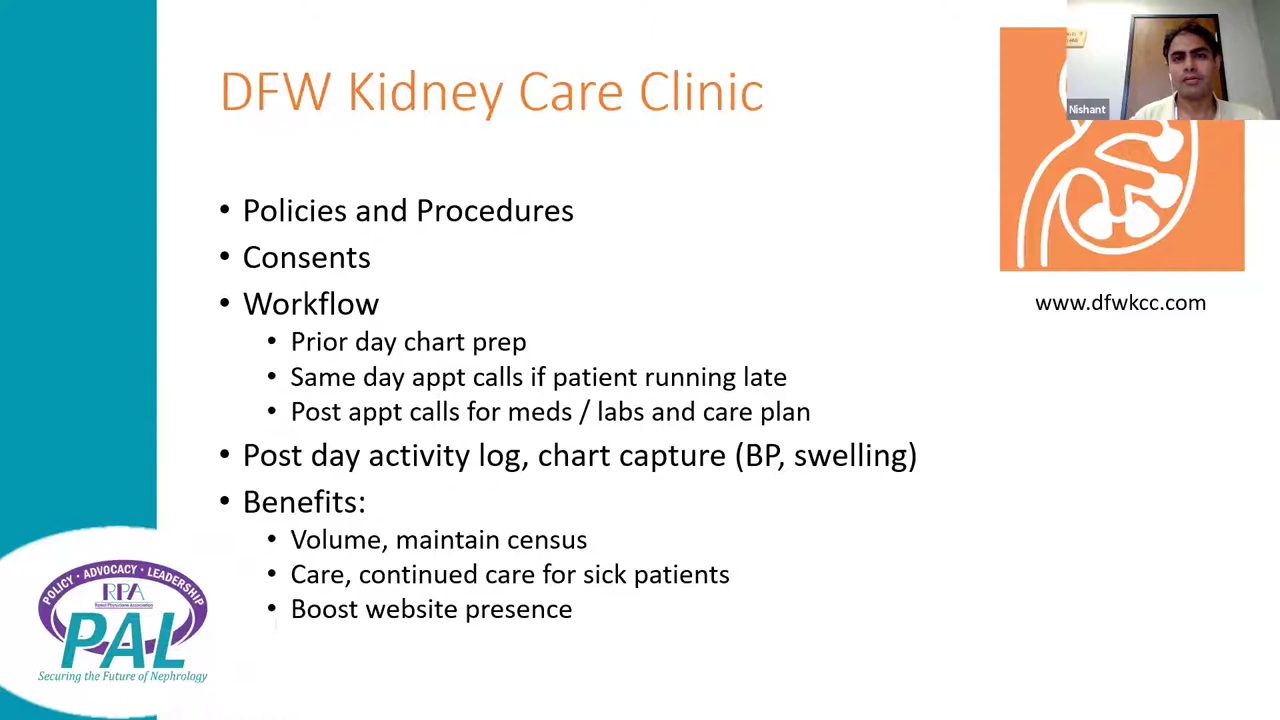 DFW Kidney Care Clinic
Nishant
• Policies and Procedures
• Consents
• Workflow
• Prior day chart prep
• Same day appt calls if patient running late
• Post appt calls for meds / labs and care plan
• Post day activity log, chart capture (BP, swelling)
• Benefits:
• Volume, maintain census
• Care, continued care for sick patients
• Boost website presence
www.dfwkcc.com
POLICY • ADVOCACY • LEADERSHIP
RPA
Renal Physicians Association
PAL
Securing the Future of Nephrology